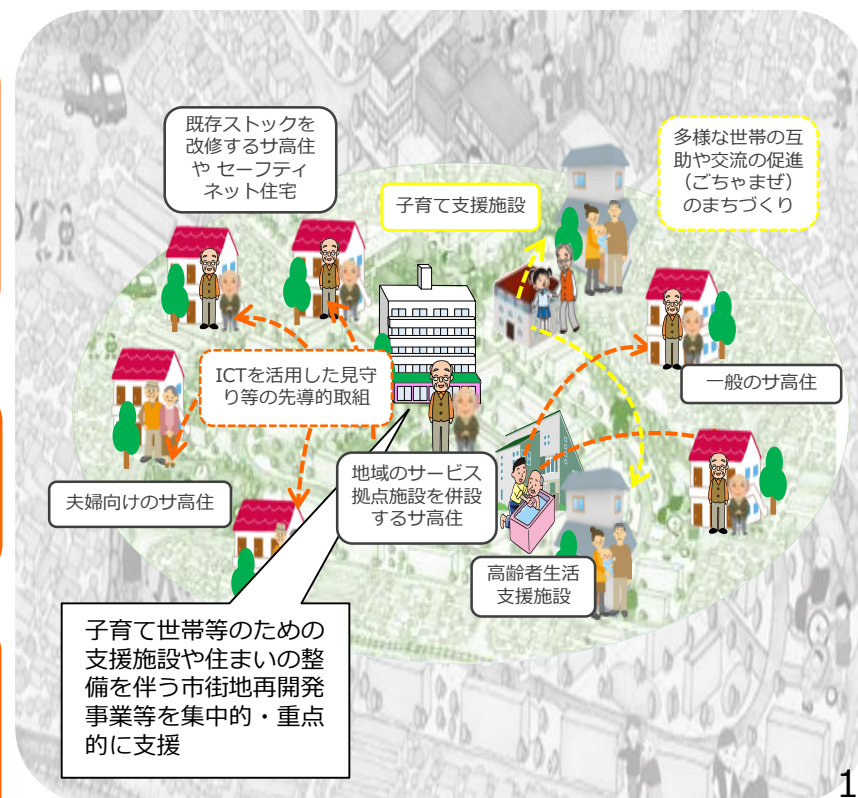 既存ストックを
改修するサ高住
や セーフティ
ネット住宅
多様な世帯の互
助や交流の促進
（ごちゃまぜ）
のまちづくり
子育て支援施設
ICTを活用した見守
り等の先導的取組
一般のサ高住
夫婦向けのサ高住
地域のサービス
拠点施設を併設
するサ高住
高齢者生活
支援施設
子育て世帯等のための
支援施設や住まいの整
備を伴う市街地再開発
事業等を集中的・重点
的に支援
1